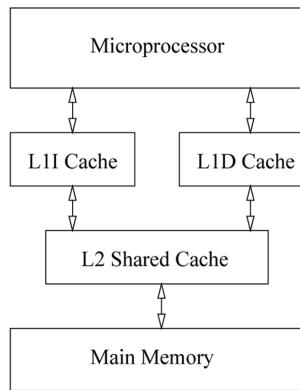 Microprocessor
L1I Cache
L1D Cache
L2 Shared Cache
Main Memory